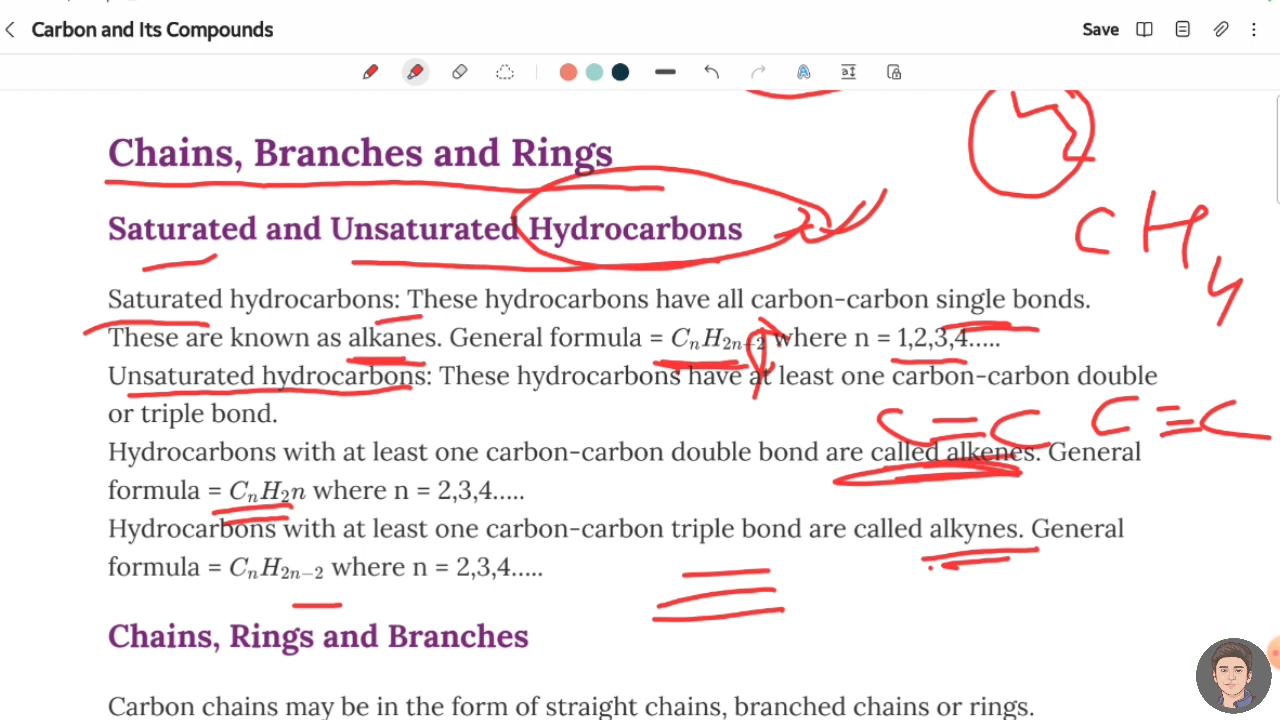 Carbon and Its Compounds
Save
Chains, Branches and Rings
Saturated and Unsaturated Hydrocarbons
CH4
Saturated hydrocarbons: These hydrocarbons have all carbon-carbon single bonds.
These are known as alkanes. General formula = CnH2n−2 where n = 1,2,3,4.....
Unsaturated hydrocarbons: These hydrocarbons have at least one carbon-carbon double
or triple bond.
C=C C≡C
Hydrocarbons with at least one carbon-carbon double bond are called alkenes. General
formula = CnH2n where n = 2,3,4.....
Hydrocarbons with at least one carbon-carbon triple bond are called alkynes. General
formula = CnH2n−2 where n = 2,3,4.....
Chains, Rings and Branches
Carbon chains may be in the form of straight chains, branched chains or rings.